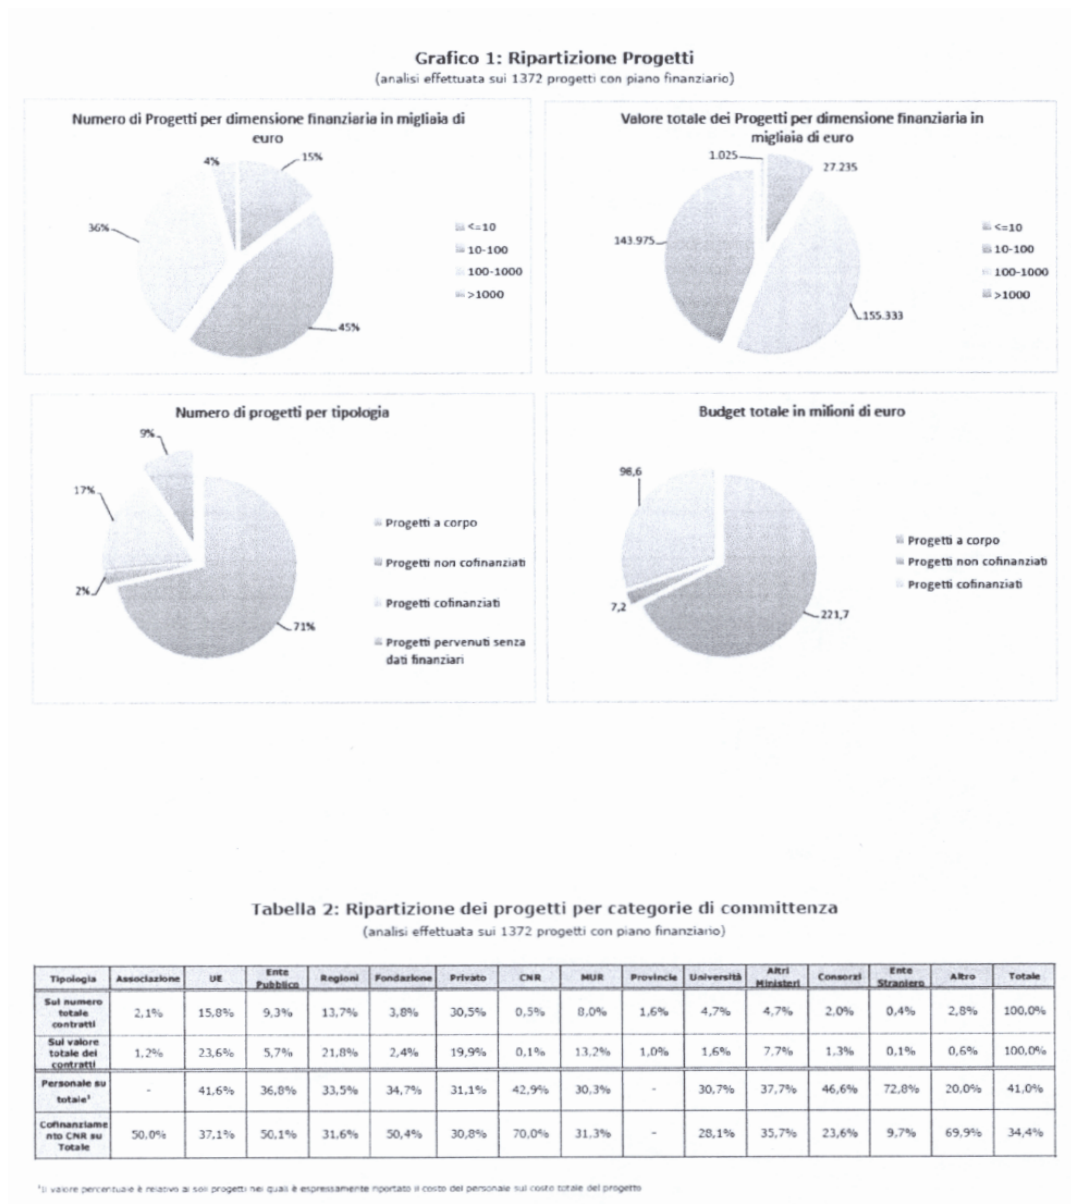 Grafico 1: Ripartizione Progetti
(analisi effettuata sui 1372 progetti con piano finanziario)
Numero di Progetti per dimensione finanziaria in migliaia di
euro
4%
15%
36%
45%
<=10
10-100
100-1000
>1000
Valore totale dei Progetti per dimensione finanziaria in
migliaia di euro
1.025
27.235
143.975
155.333
<=10
10-100
100-1000
>1000
Numero di progetti per tipologia
9%
17%
2%
71%
Progetti a corpo
Progetti non cofinanziati
Progetti cofinanziati
Progetti pervenuti senza
dati finanziari
Budget totale in milioni di euro
98,6
7,2
221,7
Progetti a corpo
Progetti non cofinanziati
Progetti cofinanziati
Tabella 2: Ripartizione dei progetti per categorie di committenza
(analisi effettuata sui 1372 progetti con piano finanziario)
Tipologia Associazione UE Ente Pubblico Regioni Fondazione Privato CNR MUR Provincie Università Altri Ministeri Consorzi Ente Straniero Altro Totale
Sul numero totale contratti 2,1% 15,8% 9,3% 13,7% 3,8% 30,5% 0,5% 8,0% 1,6% 4,7% 4,7% 2,0% 0,4% 2,8% 100,0%
Sul valore totale dei contratti 1,2% 23,6% 5,7% 21,8% 2,4% 19,9% 0,1% 13,2% 1,0% 1,6% 7,7% 1,3% 0,1% 0,6% 100,0%
Personale su totale¹ - 41,6% 36,8% 33,5% 34,7% 31,1% 42,9% 30,3% - 30,7% 37,7% 46,6% 72,8% 20,0% 41,0%
Cofinanziame nto CNR su Totale 50,0% 37,1% 50,1% 31,6% 50,4% 30,8% 70,0% 31,3% - 28,1% 35,7% 23,6% 9,7% 69,9% 34,4%
¹Il valore percentuale è relativo ai soli progetti nei quali è espressamente riportato il costo del personale sul costo totale del progetto